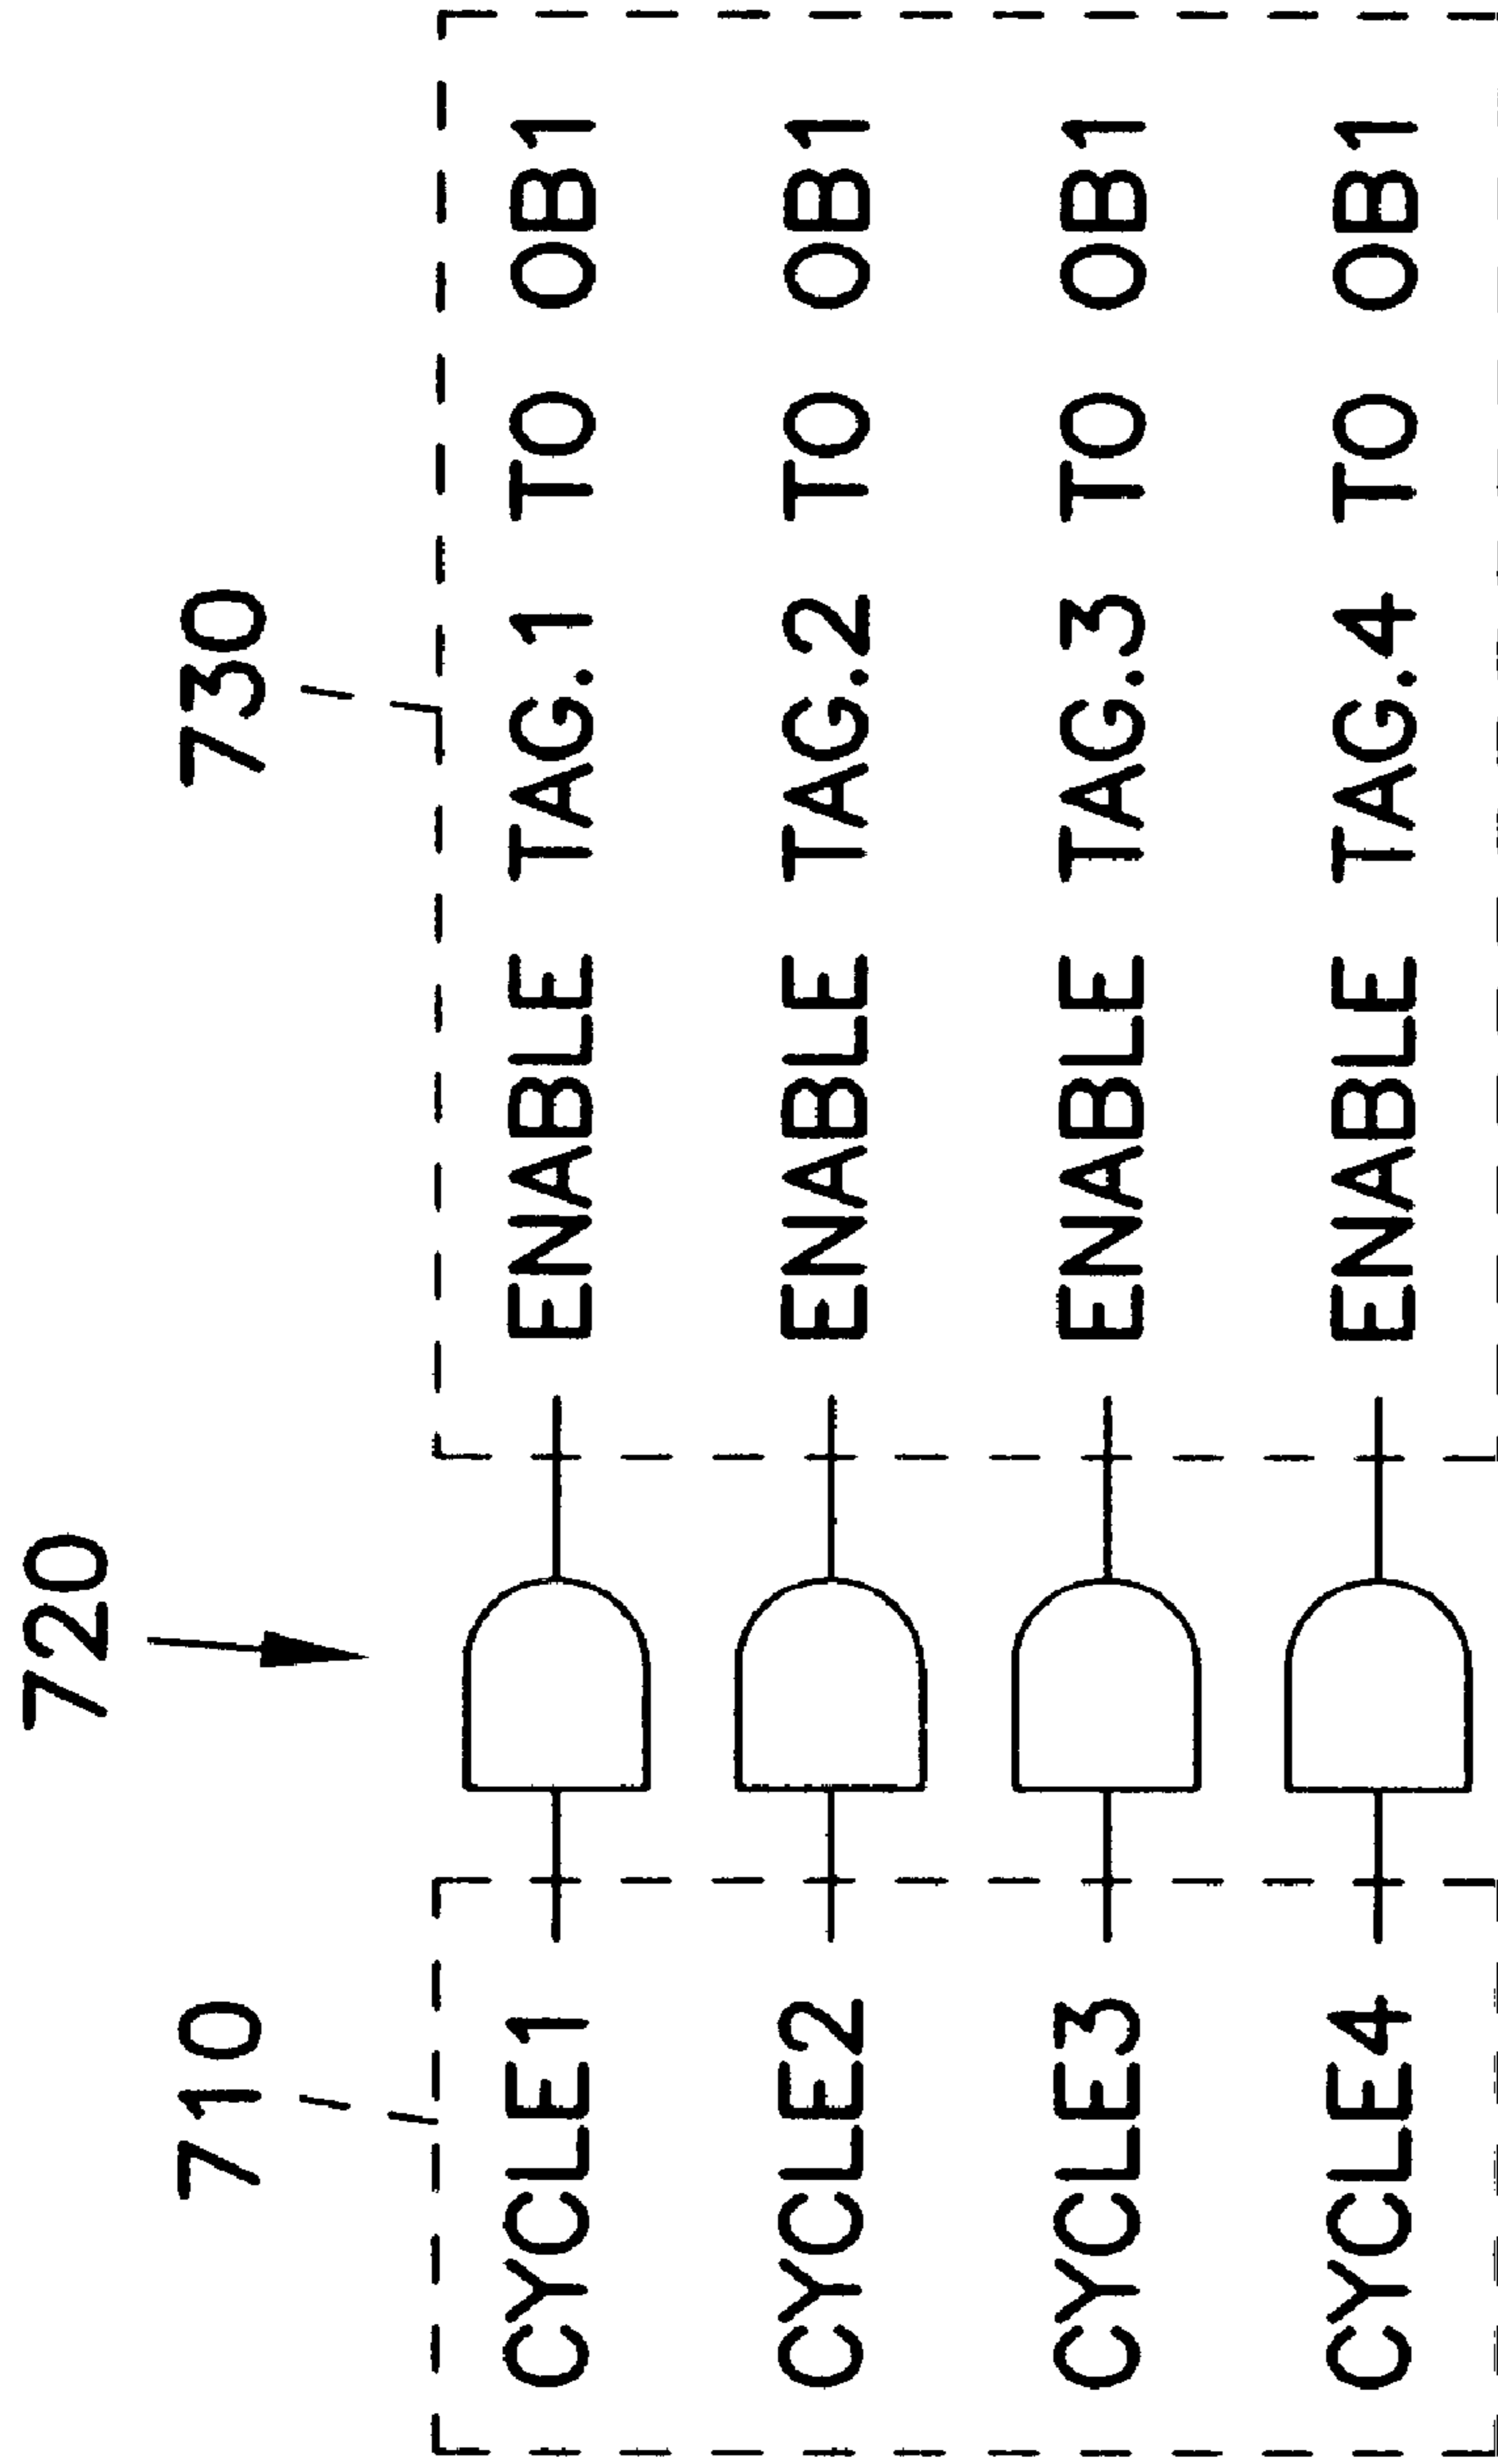 720
710
730
CYCLE1 ENABLE TAG.1 TO OB1
CYCLE2 ENABLE TAG.2 TO OB1
CYCLE3 ENABLE TAG.3 TO OB1
CYCLE4 ENABLE TAG.4 TO OB1